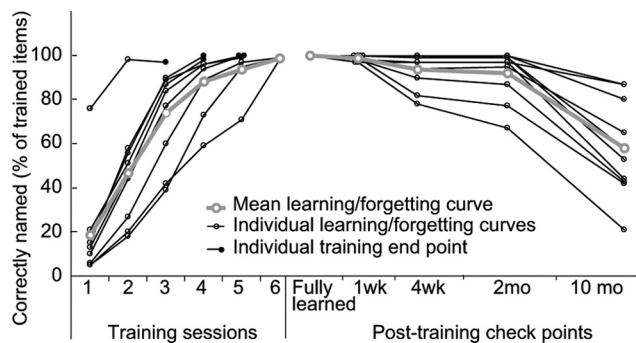 Correctly named (% of trained items)
100
80
60
40
20
0
Mean learning/forgetting curve
Individual learning/forgetting curves
Individual training end point
1 2 3 4 5 6 Fully learned 1wk 4wk 2mo 10 mo
Training sessions Post-training check points